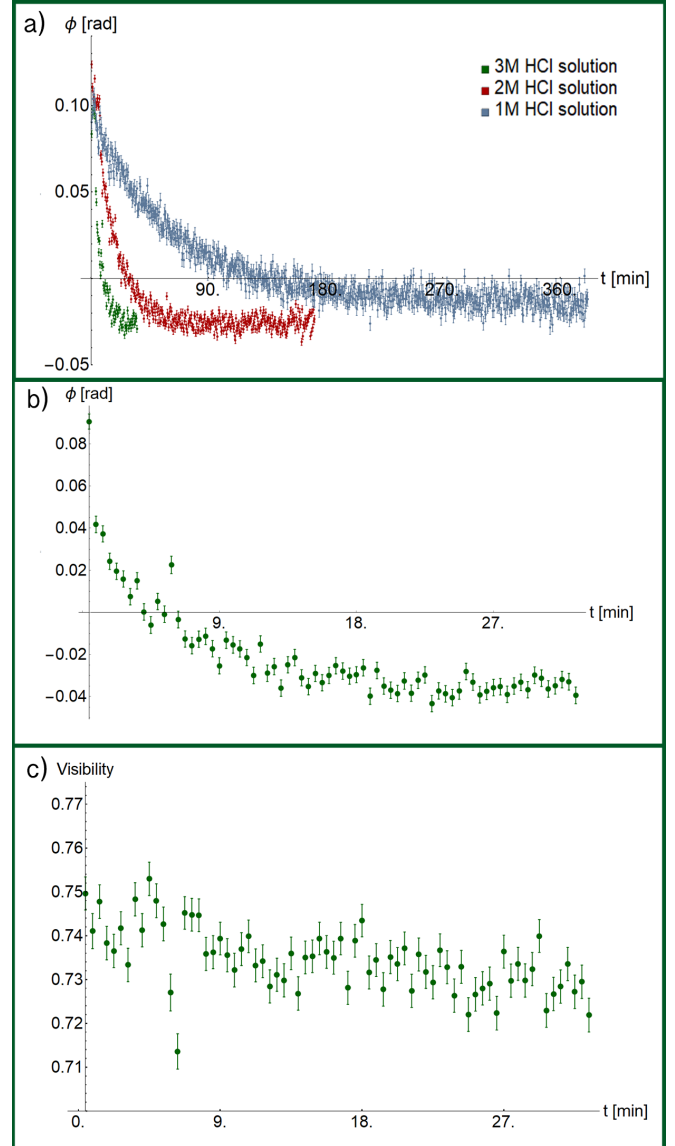 a)
ϕ [rad]
3M HCl solution
2M HCl solution
1M HCl solution
0.10
0.05
t [min]
90. 180 270. 360
−0.05
b)
ϕ [rad]
0.08
0.06
0.04
0.02
t [min]
9. 18. 27.
−0.02
−0.04
c)
Visibility
0.77
0.76
0.75
0.74
0.73
0.72
0.71
t [min]
0. 9. 18. 27.